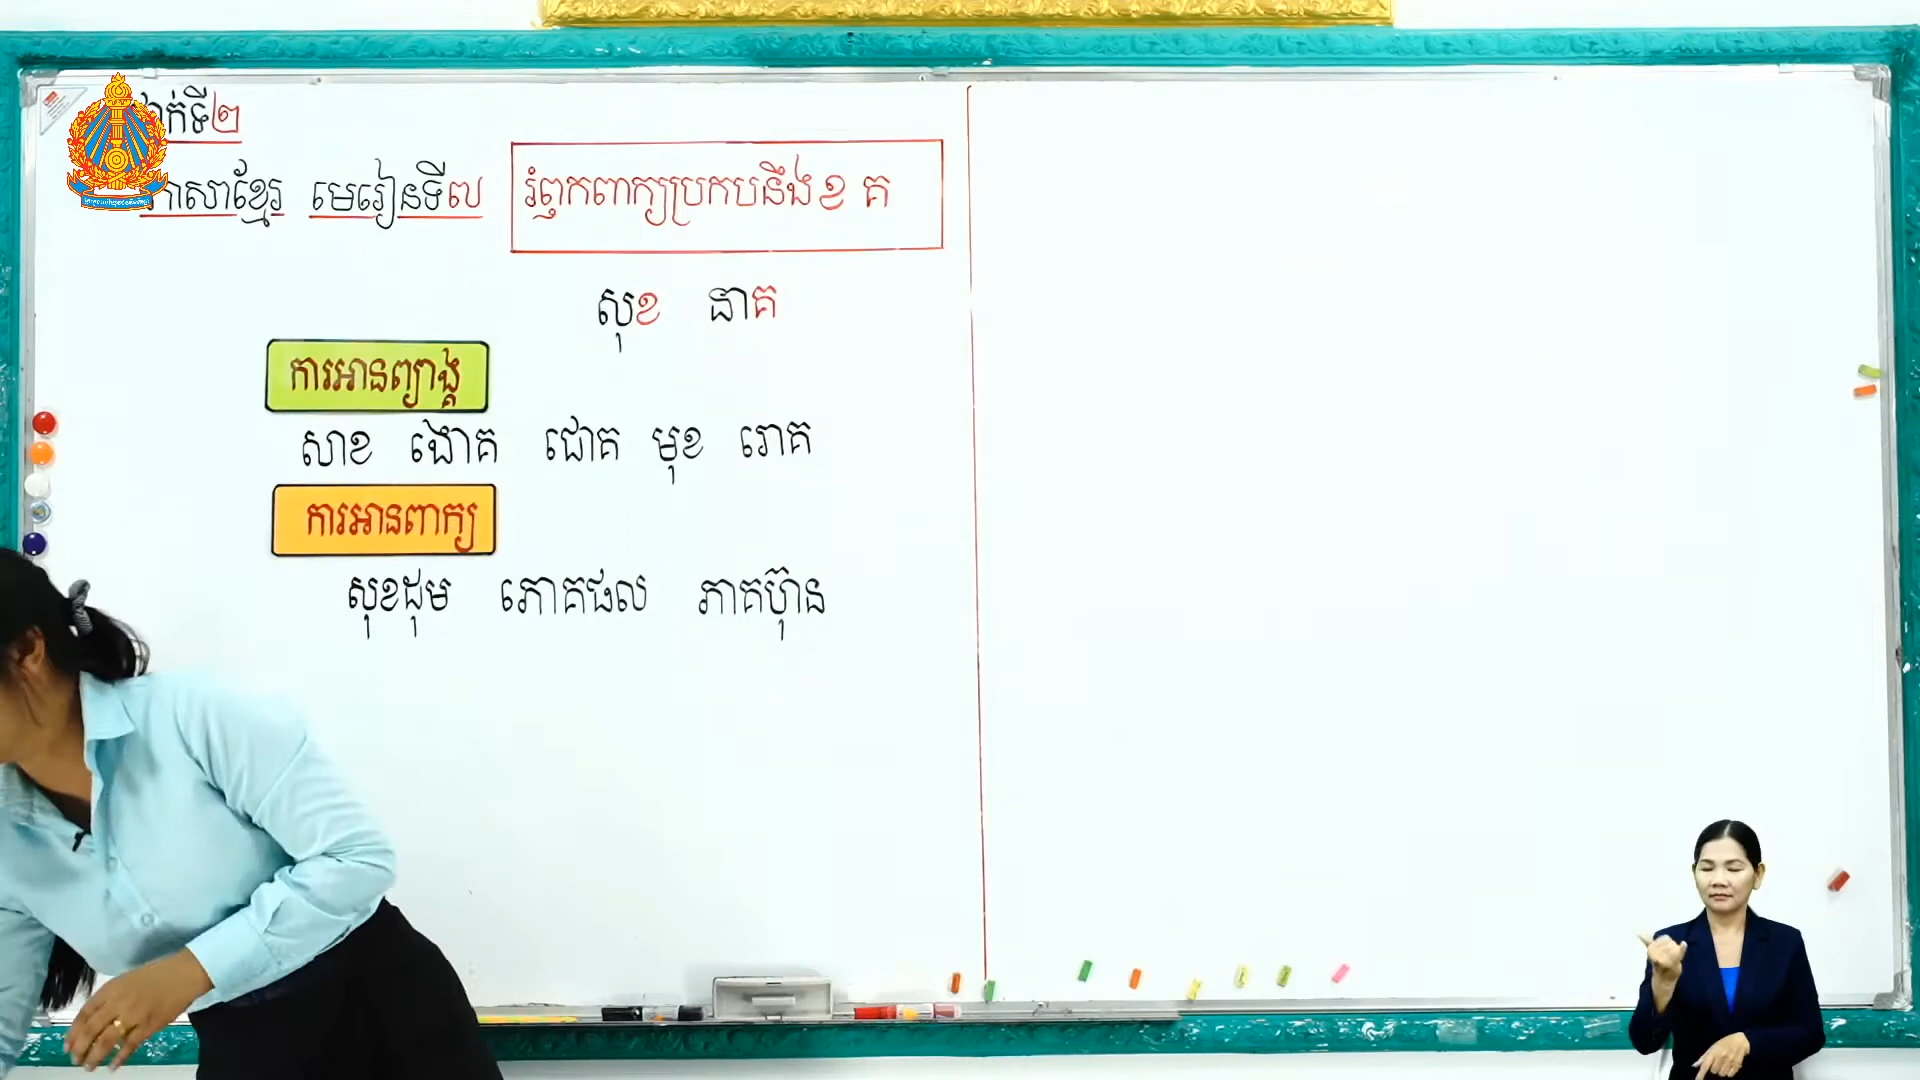 ថ្នាក់ទី២
ភាសាខ្មែរ មេរៀនទី៧ រំឭកពាក្យប្រកបនឹង ខ គ
សុខ នាគ
ការអានព្យាង្គ
សាខ ងោគ ជោគ មុខ រោគ
ការអានពាក្យ
សុខដុម ភោគផល ភាគហ៊ុន